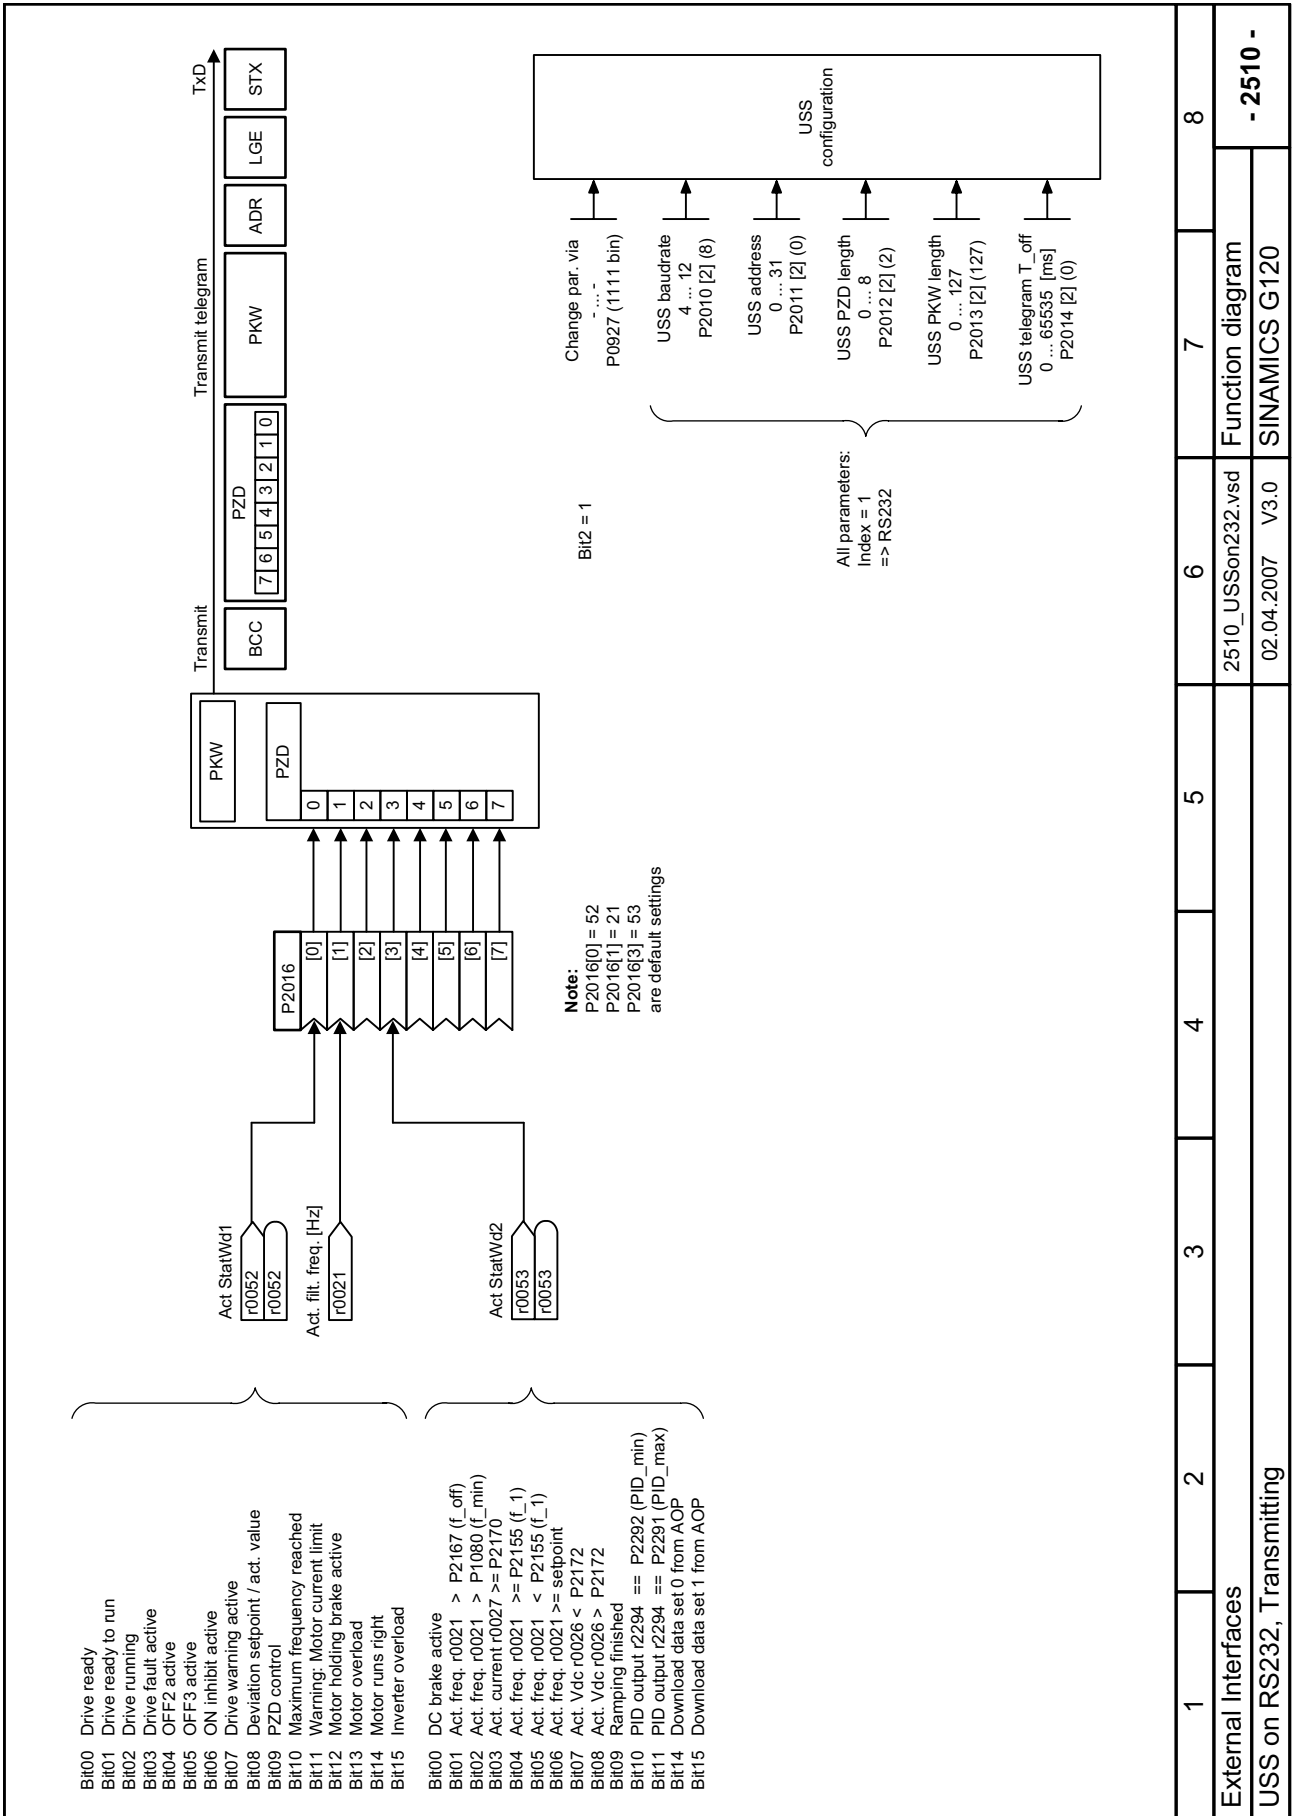 Bit00 Drive ready
Bit01 Drive ready to run
Bit02 Drive running
Bit03 Drive fault active
Bit04 OFF2 active
Bit05 OFF3 active
Bit06 ON inhibit active
Bit07 Drive warning active
Bit08 Deviation setpoint / act. value
Bit09 PZD control
Bit10 Maximum frequency reached
Bit11 Warning: Motor current limit
Bit12 Motor holding brake active
Bit13 Motor overload
Bit14 Motor runs right
Bit15 Inverter overload
Bit00 DC brake active
Bit01 Act. freq. r0021 > P2167 (f_off)
Bit02 Act. freq. r0021 > P1080 (f_min)
Bit03 Act. current r0027 >= P2170
Bit04 Act. freq. r0021 >= P2155 (f_1)
Bit05 Act. freq. r0021 < P2155 (f_1)
Bit06 Act. freq. r0021 >= setpoint
Bit07 Act. Vdc r0026 < P2172
Bit08 Act. Vdc r0026 > P2172
Bit09 Ramping finished
Bit10 PID output r2294 == P2292 (PID_min)
Bit11 PID output r2294 == P2291 (PID_max)
Bit14 Download data set 0 from AOP
Bit15 Download data set 1 from AOP
Act StatWd1
r0052
r0052
Act. filt. freq. [Hz]
r0021
Act StatWd2
r0053
r0053
P2016
[0]
[1]
[2]
[3]
[4]
[5]
[6]
[7]
Note:
P2016[0] = 52
P2016[1] = 21
P2016[3] = 53
are default settings
PKW
PZD
0
1
2
3
4
5
6
7
Transmit
Transmit telegram
TxD
BCC
PZD
7 6 5 4 3 2 1 0
PKW
ADR
LGE
STX
Bit2 = 1
Change par. via
- ... -
P0927 (1111 bin)
All parameters:
Index = 1
=> RS232
USS baudrate
4 ... 12
P2010 [2] (8)
USS address
0 ... 31
P2011 [2] (0)
USS PZD length
0 ... 8
P2012 [2] (2)
USS PKW length
0 ... 127
P2013 [2] (127)
USS telegram T_off
0 ... 65535 [ms]
P2014 [2] (0)
USS
configuration
1 2 3 4 5 6 7 8
External Interfaces
2510_USSon232.vsd
Function diagram
- 2510 -
USS on RS232, Transmitting
02.04.2007 V3.0
SINAMICS G120